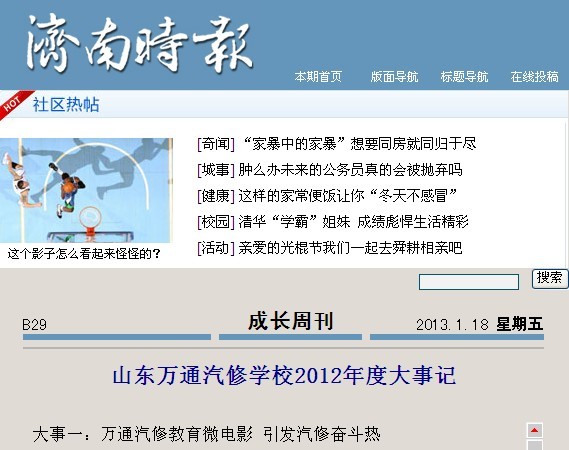 濟南時報
本期首页 版面导航 标题导航 在线投稿
HOT 社区热帖
[奇闻] “家暴中的家暴”想要同房就同归于尽
[城事] 肿么办未来的公务员真的会被抛弃吗
[健康] 这样的家常便饭让你“冬天不感冒”
[校园] 清华“学霸”姐妹 成绩彪悍生活精彩
[活动] 亲爱的光棍节我们一起去舜耕相亲吧
这个影子怎么看起来怪怪的?
搜索
B29 成长周刊 2013.1.18 星期五
山东万通汽修学校2012年度大事记
大事一：万通汽修教育微电影 引发汽修奋斗热